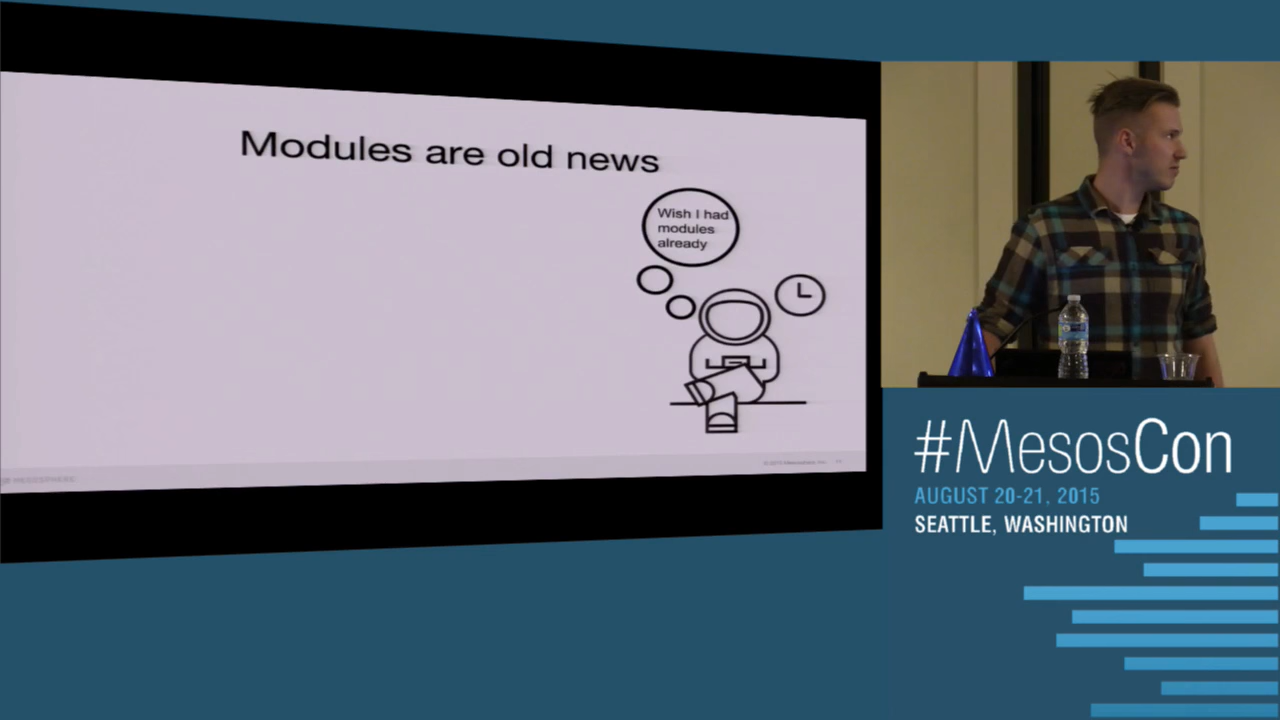 Modules are old news
Wish I had
modules
already
#MesosCon
AUGUST 20-21, 2015
SEATTLE, WASHINGTON